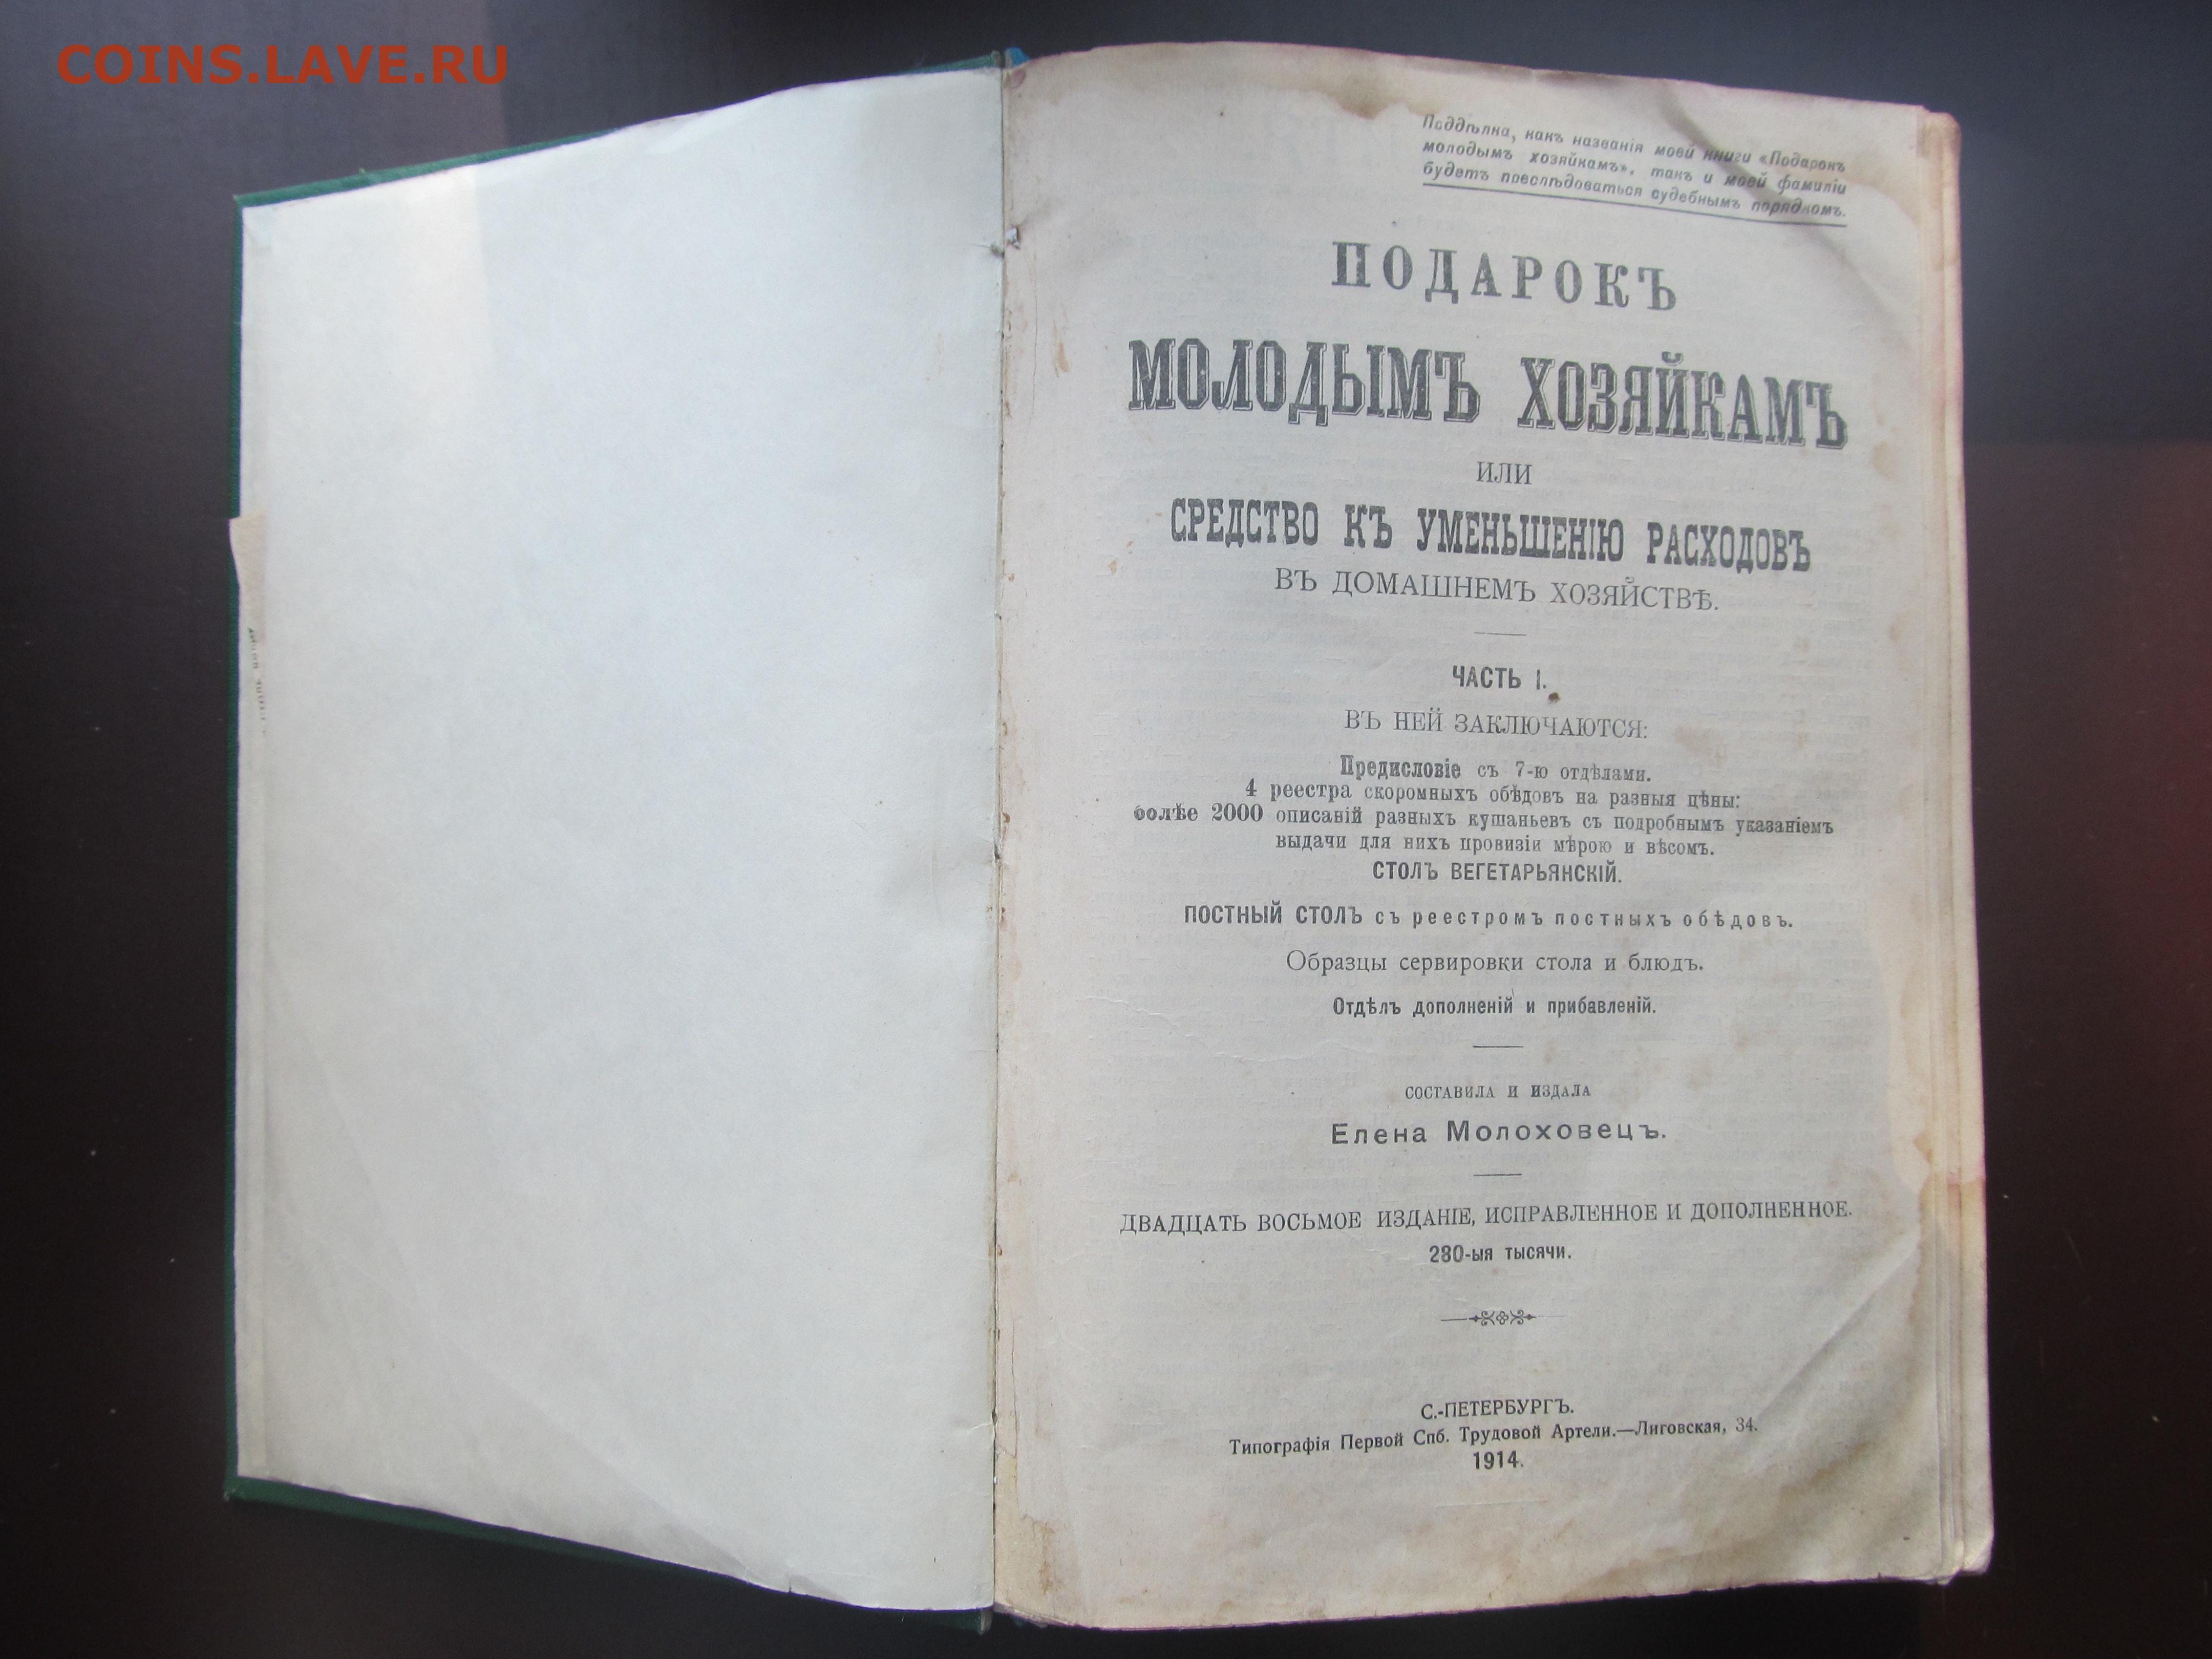 COINS.LAVE.RU
Поддѣлка, какъ названія моей книги «Подарокъ
молодымъ хозяйкамъ», такъ и моей фамиліи
будетъ преслѣдоваться судебнымъ порядкомъ.
ПОДАРОКЪ
МОЛОДЫМЪ ХОЗЯЙКАМЪ
ИЛИ
СРЕДСТВО КЪ УМЕНЬШЕНІЮ РАСХОДОВЪ
ВЪ ДОМАШНЕМЪ ХОЗЯЙСТВѢ.
ЧАСТЬ I.
ВЪ НЕЙ ЗАКЛЮЧАЮТСЯ:
Предисловіе съ 7-ю отдѣлами.
4 реестра скоромныхъ обѣдовъ на разныя цѣны:
болѣе 2000 описаній разныхъ кушаньевъ съ подробнымъ указаніемъ
выдачи для нихъ провизіи мѣрою и вѣсомъ.
СТОЛЪ ВЕГЕТАРЬЯНСКІЙ.
ПОСТНЫЙ СТОЛЪ съ реестромъ постныхъ обѣдовъ.
Образцы сервировки стола и блюдъ.
Отдѣлъ дополненій и прибавленій.
СОСТАВИЛА И ИЗДАЛА
Елена Молоховецъ.
ДВАДЦАТЬ ВОСЬМОЕ ИЗДАНІЕ, ИСПРАВЛЕННОЕ И ДОПОЛНЕННОЕ.
280-ыя тысячи.
С.-ПЕТЕРБУРГЪ.
Типографія Первой Спб. Трудовой Артели.—Лиговская, 34.
1914.